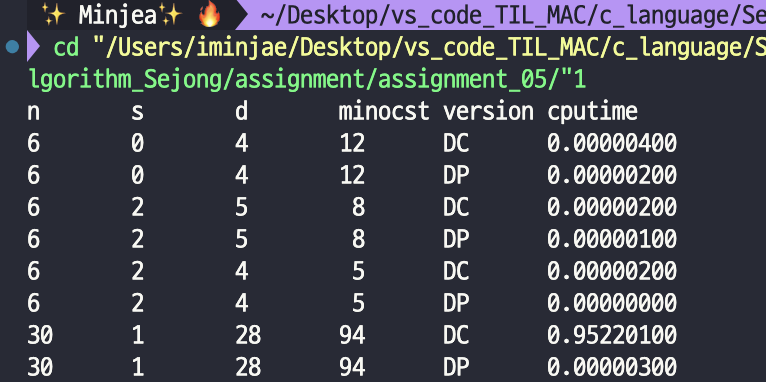 ✨ Minjea✨ 🔥 ~/Desktop/vs_code_TIL_MAC/c_language/Se
cd "/Users/iminjae/Desktop/vs_code_TIL_MAC/c_language/S
lgorithm_Sejong/assignment/assignment_05/"1
n s d minocst version cputime
6 0 4 12 DC 0.00000400
6 0 4 12 DP 0.00000200
6 2 5 8 DC 0.00000200
6 2 5 8 DP 0.00000100
6 2 4 5 DC 0.00000200
6 2 4 5 DP 0.00000000
30 1 28 94 DC 0.95220100
30 1 28 94 DP 0.00000300